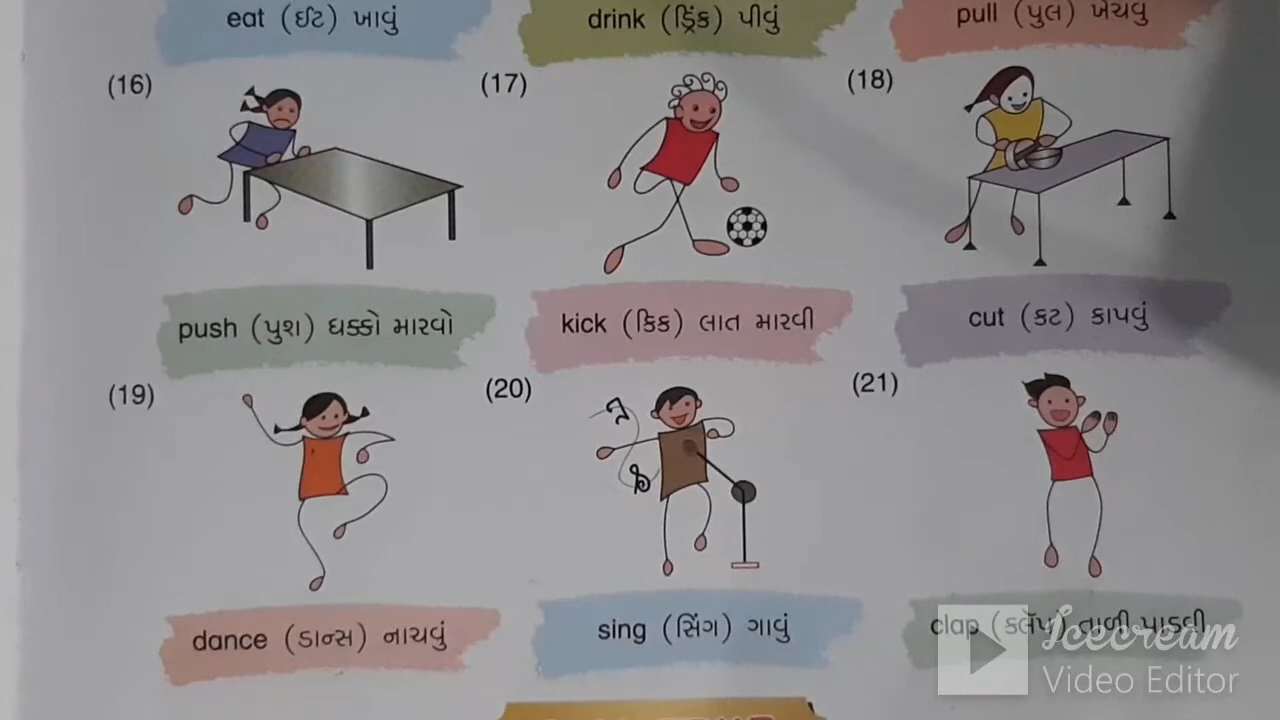 eat (ઈટ) ખાવું
drink (ડ્રિંક) પીવું
pull (પુલ) ખેંચવું
(16)
(17)
(18)
push (પુશ) ધક્કો મારવો
kick (કિક) લાત મારવી
cut (કટ) કાપવું
(19)
(20)
(21)
dance (ડાન્સ) નાચવું
sing (સિંગ) ગાવું
clap (ક્લૅપ) તાળી પાડવી
Icecream
Video Editor